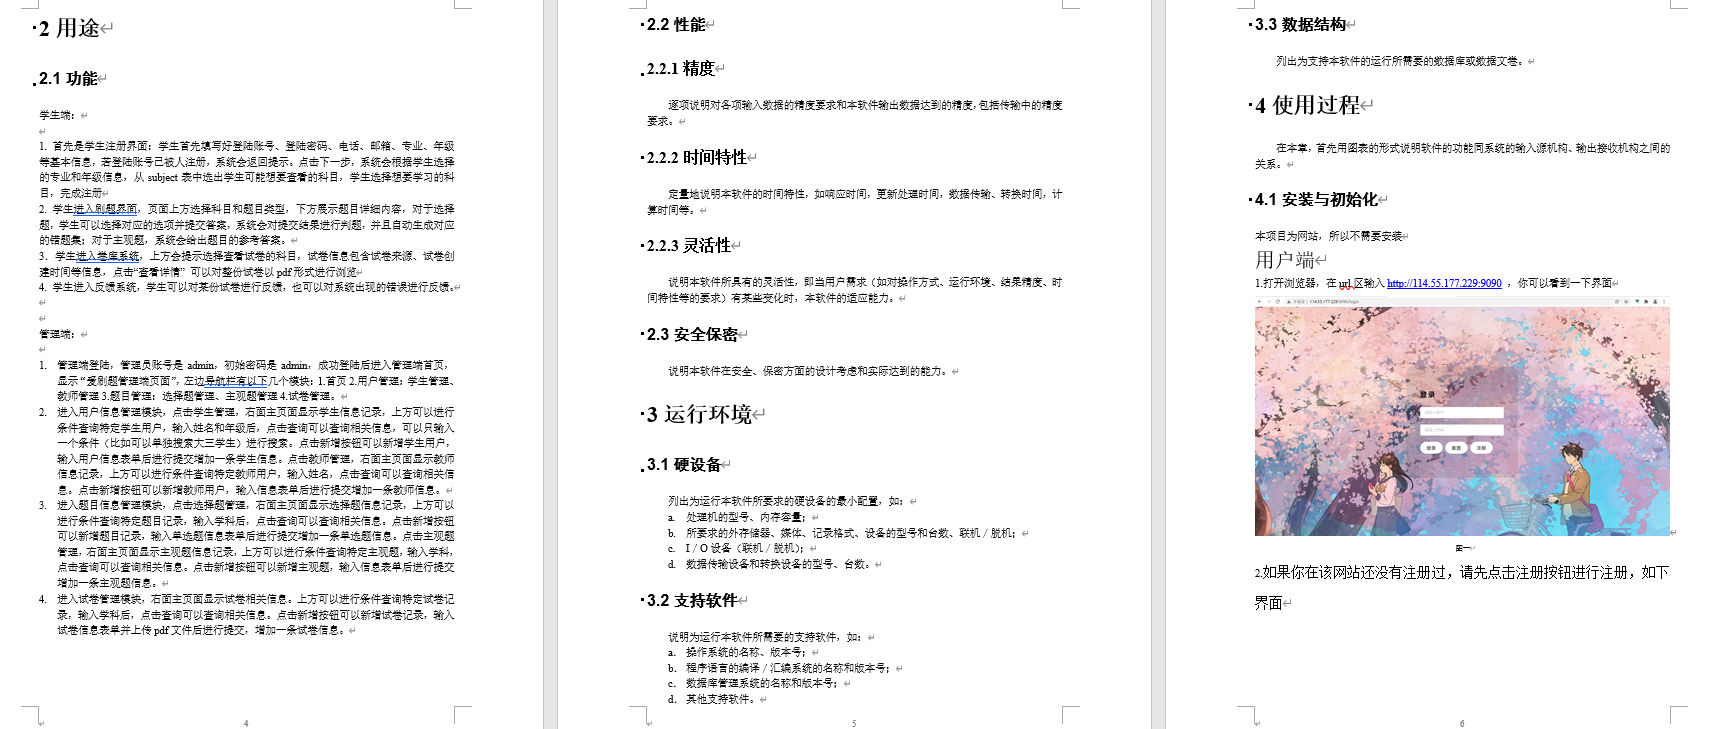 2 用途
2.1 功能
学生端：
1. 首先是学生注册界面：学生首先填写好登陆账号、登陆密码、电话、邮箱、专业、年级
等基本信息，若登陆账号已被人注册，系统会返回提示。点击下一步，系统会根据学生选择
的专业和年级信息，从 subject 表中选出学生可能想要查看的科目，学生选择想要学习的科
目，完成注册
2. 学生进入刷题界面，页面上方选择科目和题目类型，下方展示题目详细内容，对于选择
题，学生可以选择对应的选项并提交答案，系统会对提交结果进行判题，并且自动生成对应
的错题集；对于主观题，系统会给出题目的参考答案。
3. 学生进入卷库系统，上方会提示选择查看试卷的科目，试卷信息包含试卷来源、试卷创
建时间等信息，点击“查看详情” 可以对整份试卷以 pdf 形式进行浏览
4. 学生进入反馈系统，学生可以对某份试卷进行反馈，也可以对系统出现的错误进行反馈。
管理端：
1. 管理端登陆，管理员账号是 admin，初始密码是 admin，成功登陆后进入管理端首页，
显示“爱刷题管理端页面”，左边导航栏有以下几个模块：1.首页 2.用户管理：学生管理、
教师管理 3.题目管理：选择题管理、主观题管理 4.试卷管理。
2. 进入用户信息管理模块，点击学生管理，右面主页面显示学生信息记录，上方可以进行
条件查询特定学生用户，输入姓名和年级后，点击查询可以查询相关信息，可以只输入
一个条件（比如可以单独搜索大三学生）进行搜索。点击新增按钮可以新增学生用户，
输入用户信息表单后进行提交增加一条学生信息。点击教师管理，右面主页面显示教师
信息记录，上方可以进行条件查询特定教师用户，输入姓名，点击查询可以查询相关信
息。点击新增按钮可以新增教师用户，输入信息表单后进行提交增加一条教师信息。
3. 进入题目信息管理模块，点击选择题管理，右面主页面显示选择题信息记录，上方可以
进行条件查询特定题目记录，输入学科后，点击查询可以查询相关信息。点击新增按钮
可以新增题目记录，输入单选题信息表单后进行提交增加一条单选题信息。点击主观题
管理，右面主页面显示主观题信息记录，上方可以进行条件查询特定主观题，输入学科，
点击查询可以查询相关信息。点击新增按钮可以新增主观题，输入信息表单后进行提交
增加一条主观题信息。
4. 进入试卷管理模块，右面主页面显示试卷相关信息。上方可以进行条件查询特定试卷记
录，输入学科后，点击查询可以查询相关信息。点击新增按钮可以新增试卷记录，输入
试卷信息表单并上传 pdf 文件后进行提交，增加一条试卷信息。
4
2.2 性能
2.2.1 精度
逐项说明对各项输入数据的精度要求和本软件输出数据达到的精度，包括传输中的精度
要求。
2.2.2 时间特性
定量地说明本软件的时间特性，如响应时间，更新处理时间，数据传输、转换时间，计
算时间等。
2.2.3 灵活性
说明本软件所具有的灵活性，即当用户需求（如对操作方式、运行环境、结果精度、时
间特性等的要求）有某些变化时，本软件的适应能力。
2.3 安全保密
说明本软件在安全、保密方面的设计考虑和实际达到的能力。
3 运行环境
3.1 硬设备
列出为运行本软件所要求的硬设备的最小配置，如：
a. 处理机的型号、内存容量；
b. 所要求的外存储器、媒体、记录格式、设备的型号和台数、联机／脱机；
c. I／O 设备（联机／脱机）；
d. 数据传输设备和转换设备的型号、台数。
3.2 支持软件
说明为运行本软件所需要的支持软件，如：
a. 操作系统的名称、版本号；
b. 程序语言的编译／汇编系统的名称和版本号；
c. 数据库管理系统的名称和版本号；
d. 其他支持软件。
5
3.3 数据结构
列出为支持本软件的运行所需要的数据库或数据文卷。
4 使用过程
在本章，首先用图表的形式说明软件的功能同系统的输入源机构、输出接收机构之间的
关系。
4.1 安装与初始化
本项目为网站，所以不需要安装
用户端
1.打开浏览器，在 url 区输入 http://114.55.177.229:9090 ，你可以看到一下界面
登录
登录 重置 注册
图一
2.如果你在该网站还没有注册过，请先点击注册按钮进行注册，如下
界面
6